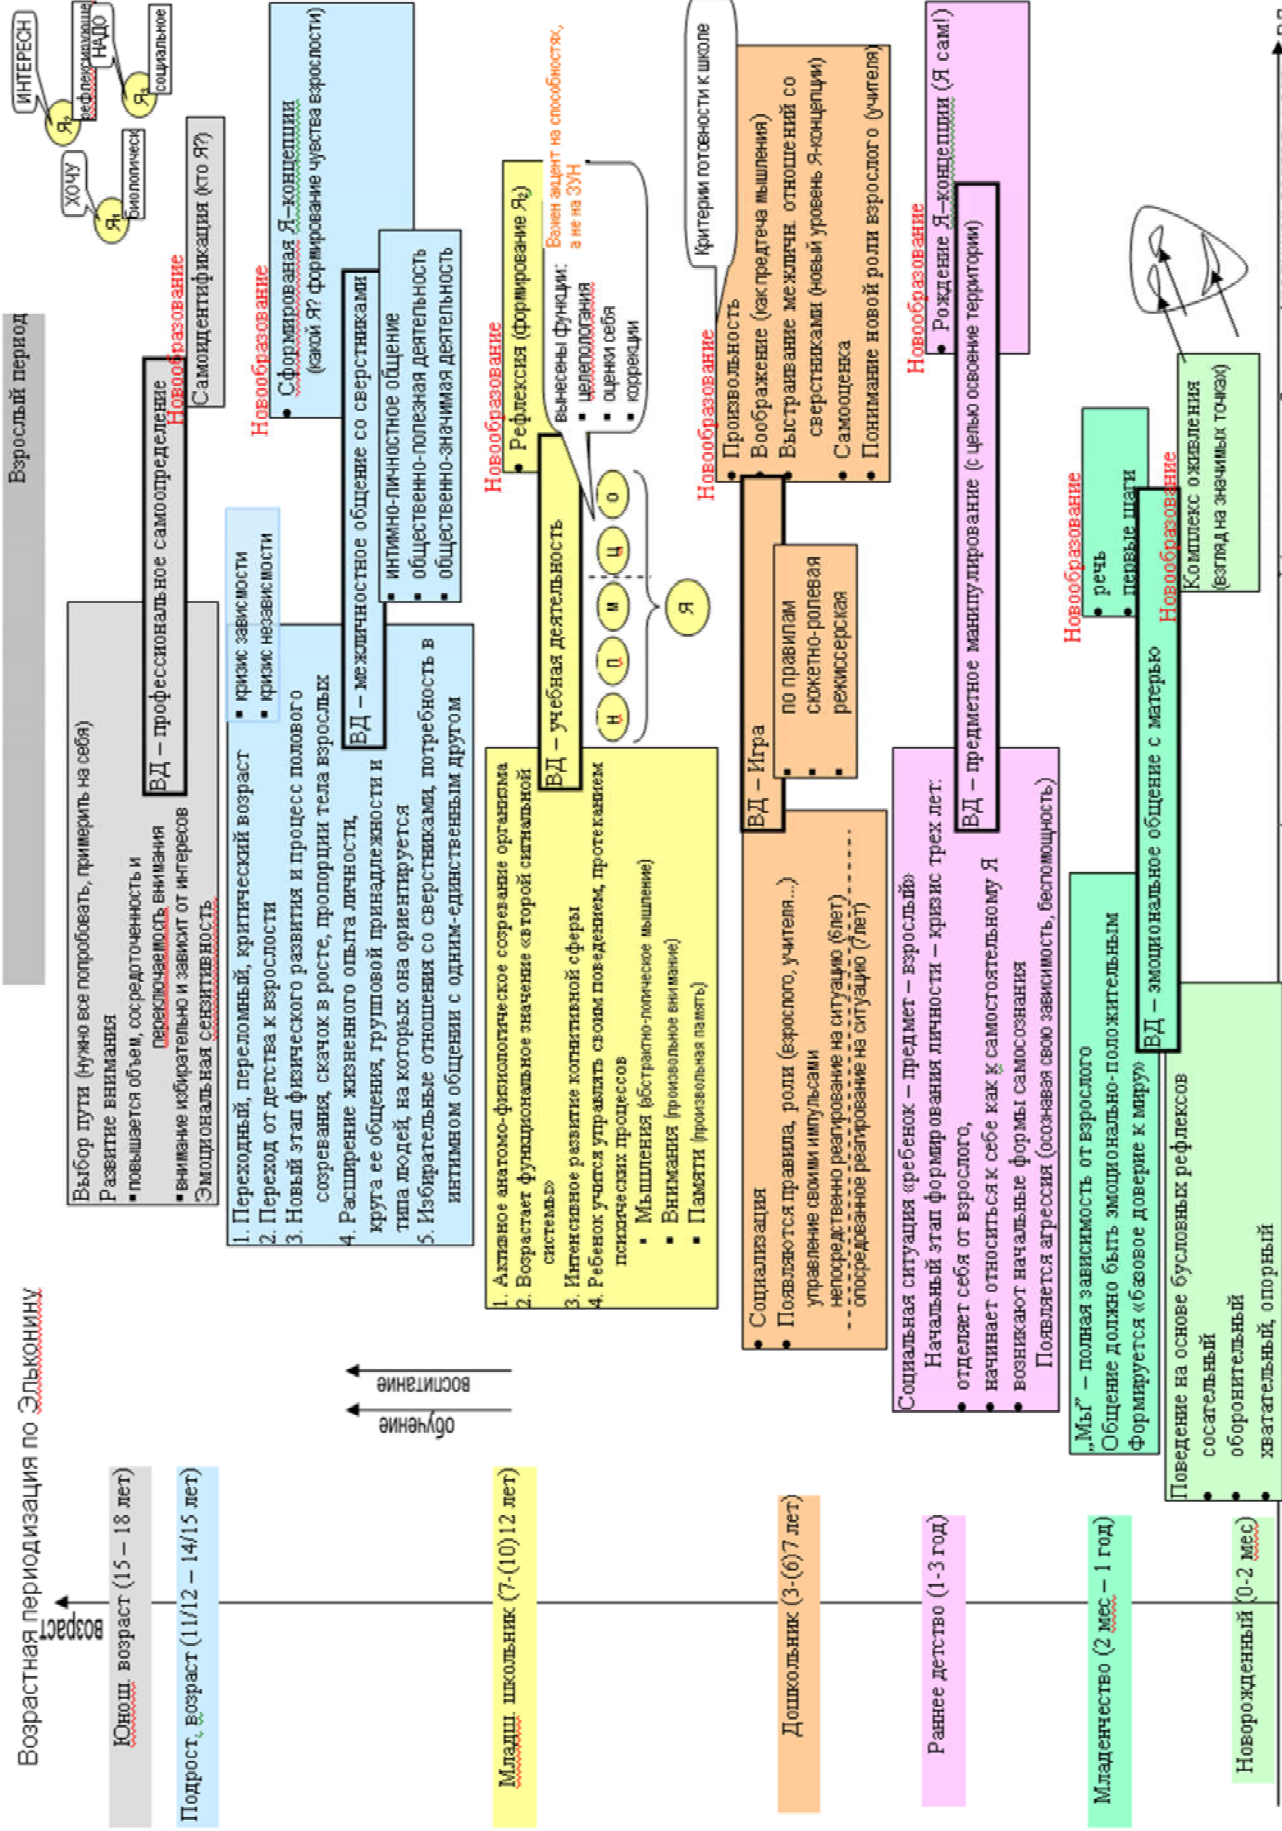 Возрастная периодизация по Эльконину
возраст
Взрослый период
ИНТЕРЕСН
ХОЧУ
НАДО
Я₁
Я₂
Я₃
биологическ
рефлексирующе
социальное
Юнош. возраст (15 – 18 лет)
Выбор пути (нужно все попробовать, примерить на себя)
Развитие внимания
▪ повышается объем, сосредоточенность и
переключаемость внимания
▪ внимание избирательно и зависит от интересов
Эмоциональная сензитивность
ВД – профессиональное самоопределение
Новообразование
Самоидентификация (кто Я?)
Подрост. возраст (11/12 – 14/15 лет)
1. Переходный, переломный, критический возраст
2. Переход от детства к взрослости
3. Новый этап физического развития и процесс полового
созревания, скачок в росте, пропорции тела взрослых
4. Расширение жизненного опыта личности,
круга ее общения, групповой принадлежности и
типа людей, на которых она ориентируется
5. Избирательные отношения со сверстниками, потребность в
интимном общении с одним-единственным другом
▪ кризис зависмости
▪ кризис независимости
ВД – межличностное общение со сверстниками
▪ интимно-личностное общение
▪ общественно-полезная деятельность
▪ общественно-значимая деятельность
Новообразование
• Сформированая Я–концепции
(какой Я? формирование чувства взрослости)
обучение
воспитание
Младш. школьник (7-(10)12 лет)
1. Активное анатомо-физиологическое созревание организма
2. Возрастает функциональное значение «второй сигнальной
системы»
3. Интенсивное развитие когнитивной сферы
4. Ребенок учится управлять своим поведением, протеканием
психических процессов
▪ Мышления (абстрактно-логическое мышление)
▪ Внимания (произвольное внимание)
▪ Памяти (произвольная память)
ВД – учебная деятельность
Н П М Ц О
Я
Новообразование
• Рефлексия (формирование Я₂)
вынесены функции:
▪ целепологания
▪ оценки себя
▪ коррекции
Важен акцент на способностях,
а не на ЗУН
Дошкольник (3-(6)7 лет)
• Социализация
• Появляются правила, роли (взрослого, учителя...)
управление своими импульсами
непосредственно реагирование на ситуацию (6лет)
опосредованное реагирование на ситуацию (7лет)
ВД – Игра
▪ по правилам
▪ сюжетно-ролевая
▪ режиссерская
Новообразование
• Произвольность
• Воображение (как предтеча мышления)
• Выстраивание межличн. отношений со
сверстниками (новый уровень Я-концепции)
• Самооценка
• Понимание новой роли взрослого (учителя)
Критерии готовности к школе
Раннее детство (1-3 год)
Социальная ситуация «ребенок – предмет – взрослый»
Начальный этап формирования личности – кризис трех лет:
• отделяет себя от взрослого,
• начинает относиться к себе как к самостоятельному Я
• возникают начальные формы самосознания
Появляется агрессия (осознавая свою зависимость, беспомощность)
ВД – предметное манипулирование (с целью освоение территории)
Новообразование
• Рождение Я–концепции (Я сам!)
Младенчество (2 мес – 1 год)
„Мы” – полная зависимость от взрослого
Общение должно быть эмоционально-положительным
Формируется «базовое доверие к миру»
ВД – эмоциональное общение с матерью
Новообразование
• речь
• первые шаги
Новорожденный (0-2 мес)
Поведение на основе бусловных рефлексов
• сосательный
• оборонительный
• хватательный, опорный
Новообразование
Комплекс оживления
(взгляд на значимых точках)